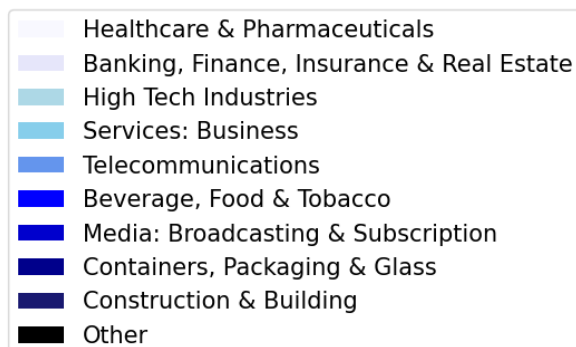 Healthcare & Pharmaceuticals
Banking, Finance, Insurance & Real Estate
High Tech Industries
Services: Business
Telecommunications
Beverage, Food & Tobacco
Media: Broadcasting & Subscription
Containers, Packaging & Glass
Construction & Building
Other